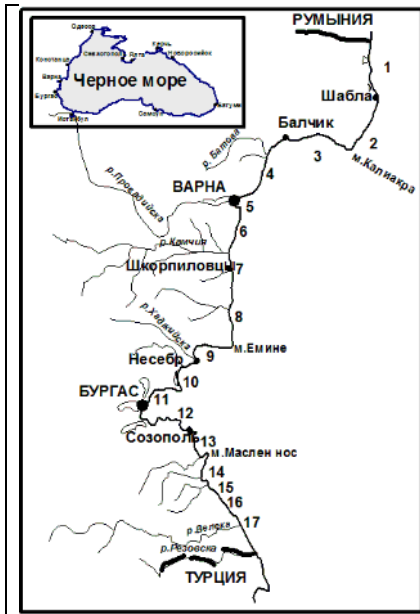 Одесса
Керчь
Севастополь
Ялта
Новороссийск
Констанца
Варна
Бургас
Черное море
Батуми
Самсун
Истанбул
РУМЫНИЯ
1
Шабла
2
м.Калиакра
3
Балчик
р. Батова
4
р.Провадийска
ВАРНА
5
6
р.Камчия
Шкорпиловцы
7
8
р.Хаджийска
м.Емине
9
Несебр
10
БУРГАС
11
12
Созополь
13
м.Маслен нос
14
15
16
р.Велека
17
р.Резовска
ТУРЦИЯ